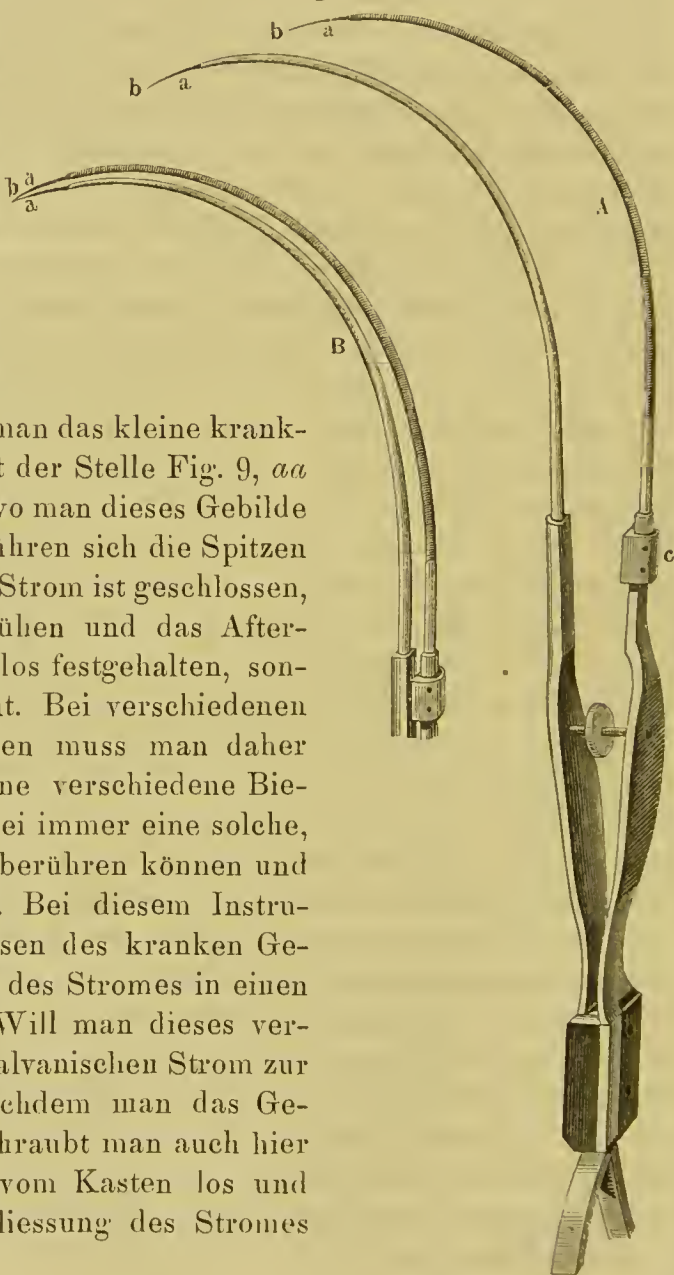 b
a
b
a
b
a
a
A
B
c
man das kleine krank-
t der Stelle Fig. 9, aa
vo man dieses Gebilde
ühren sich die Spitzen
Strom ist geschlossen,
ühen und das After-
los festgehalten, son-
nt. Bei verschiedenen
en muss man daher
ne verschiedene Bie-
ei immer eine solche,
berühren können und
. Bei diesem Instru-
sen des kranken Ge-
des Stromes in einen
Will man dieses ver-
alvanischen Strom zur
chdem man das Ge-
hraubt man auch hier
vom Kasten los und
liessung des Stromes